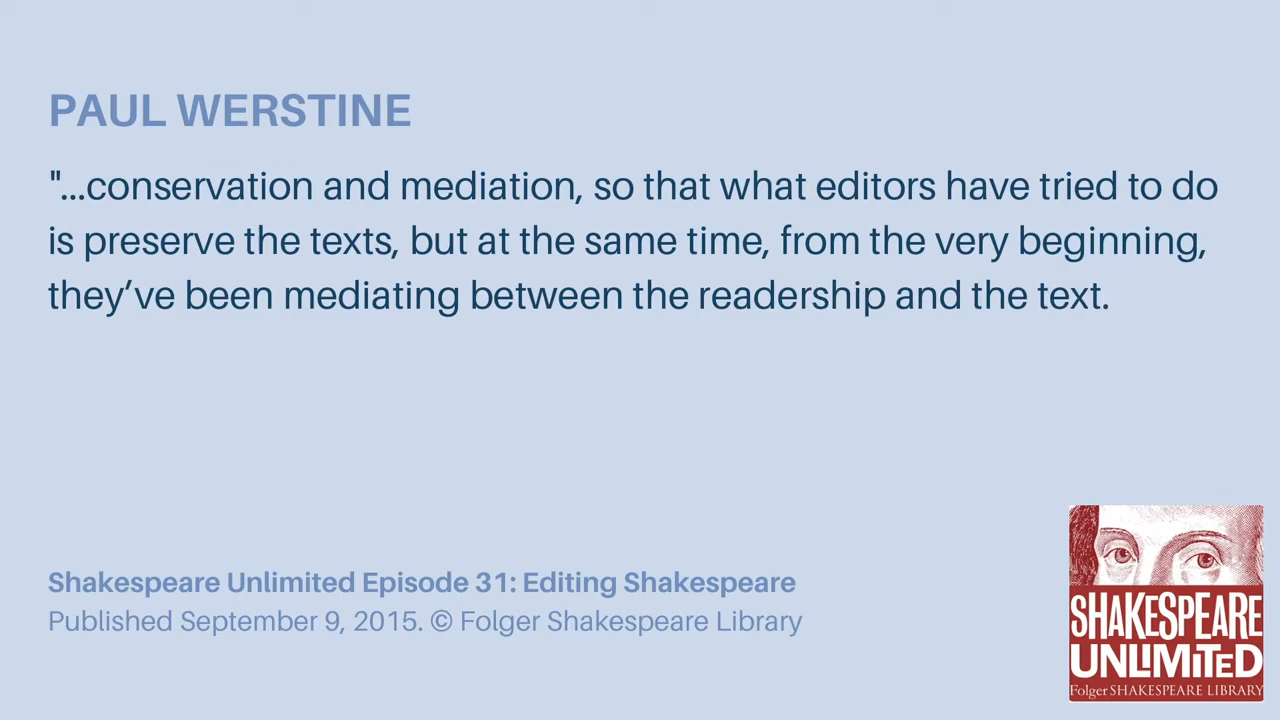 PAUL WERSTINE
"...conservation and mediation, so that what editors have tried to do
is preserve the texts, but at the same time, from the very beginning,
they’ve been mediating between the readership and the text.
Shakespeare Unlimited Episode 31: Editing Shakespeare
Published September 9, 2015. © Folger Shakespeare Library
SHAKESPEARE
UNLIMITED
Folger SHAKESPEARE LIBRARY